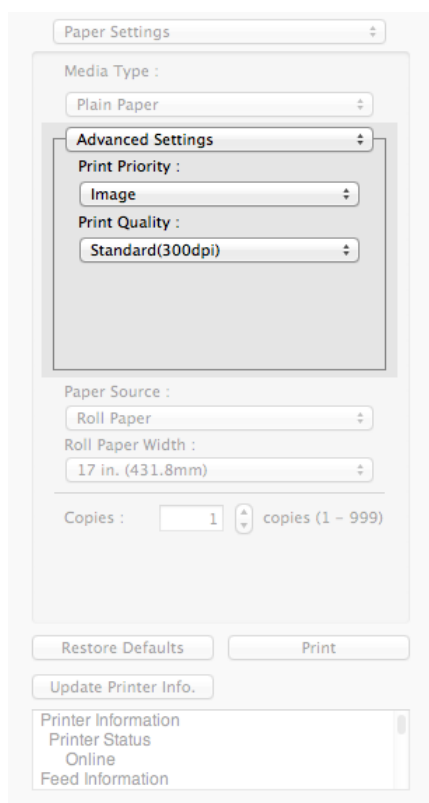 Paper Settings
Media Type :
Plain Paper
Advanced Settings
Print Priority :
Image
Print Quality :
Standard(300dpi)
Paper Source :
Roll Paper
Roll Paper Width :
17 in. (431.8mm)
Copies : 1 copies (1 – 999)
Restore Defaults Print
Update Printer Info.
Printer Information
Printer Status
Online
Feed Information